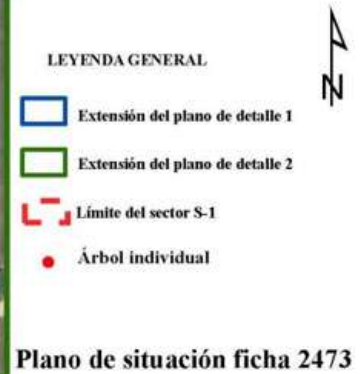 N
LEYENDA GENERAL
Extensión del plano de detalle 1
Extensión del plano de detalle 2
Límite del sector S-1
Árbol individual
Plano de situación ficha 2473